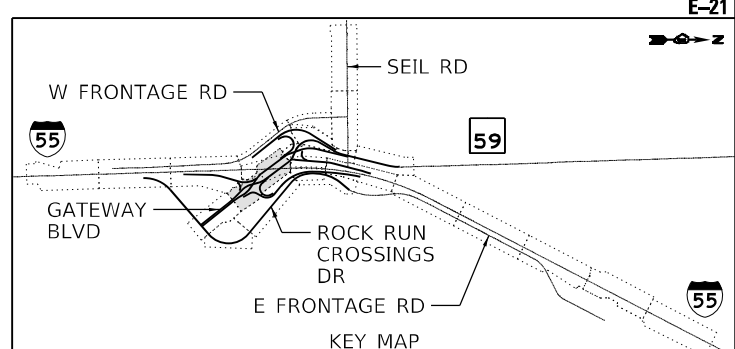 E-21
Z
SEIL RD
W FRONTAGE RD
55
59
GATEWAY
BLVD
ROCK RUN
CROSSINGS
DR
E FRONTAGE RD
55
KEY MAP